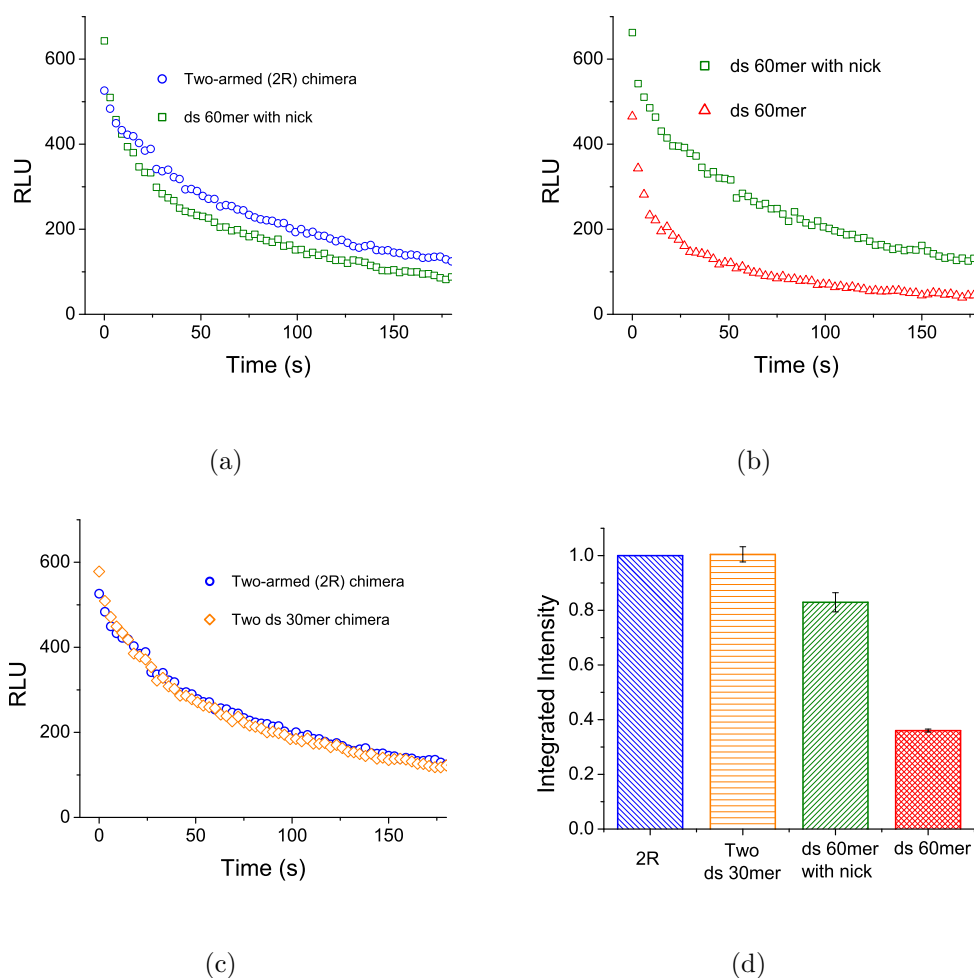 600
400
200
0
RLU
Two-armed (2R) chimera
ds 60mer with nick
0
50
100
150
Time (s)
(a)
600
400
200
0
RLU
ds 60mer with nick
ds 60mer
0
50
100
150
Time (s)
(b)
600
400
200
0
RLU
Two-armed (2R) chimera
Two ds 30mer chimera
0
50
100
150
Time (s)
(c)
1.0
0.8
0.6
0.4
0.2
0.0
Integrated Intensity
2R
Two
ds 30mer
ds 60mer
with nick
ds 60mer
(d)